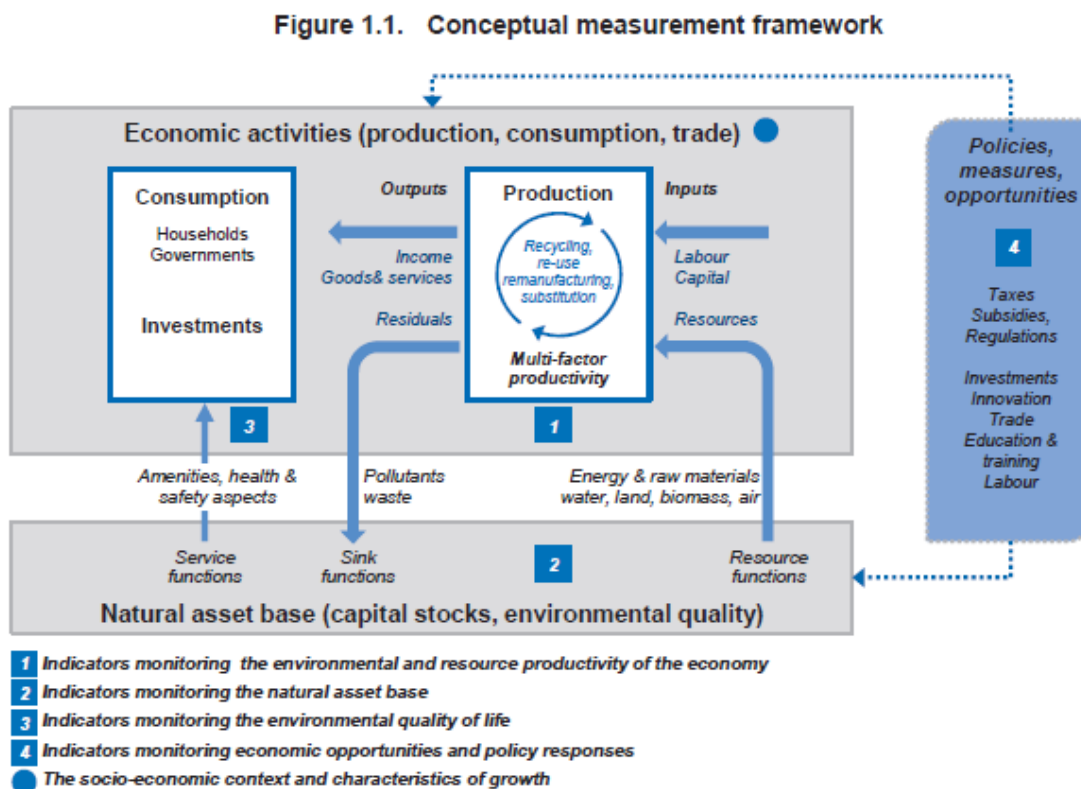 Figure 1.1. Conceptual measurement framework
Economic activities (production, consumption, trade)
Consumption
Households
Governments
Investments
3
Outputs
Income
Goods& services
Residuals
Production
Recycling,
re-use
remanufacturing,
substitution
Multi-factor
productivity
1
Inputs
Labour
Capital
Resources
Policies,
measures,
opportunities
4
Taxes
Subsidies,
Regulations
Investments
Innovation
Trade
Education &
training
Labour
Amenities, health &
safety aspects
Pollutants
waste
Energy & raw materials
water, land, biomass, air
Service
functions
Sink
functions
2
Resource
functions
Natural asset base (capital stocks, environmental quality)
1 Indicators monitoring the environmental and resource productivity of the economy
2 Indicators monitoring the natural asset base
3 Indicators monitoring the environmental quality of life
4 Indicators monitoring economic opportunities and policy responses
The socio-economic context and characteristics of growth